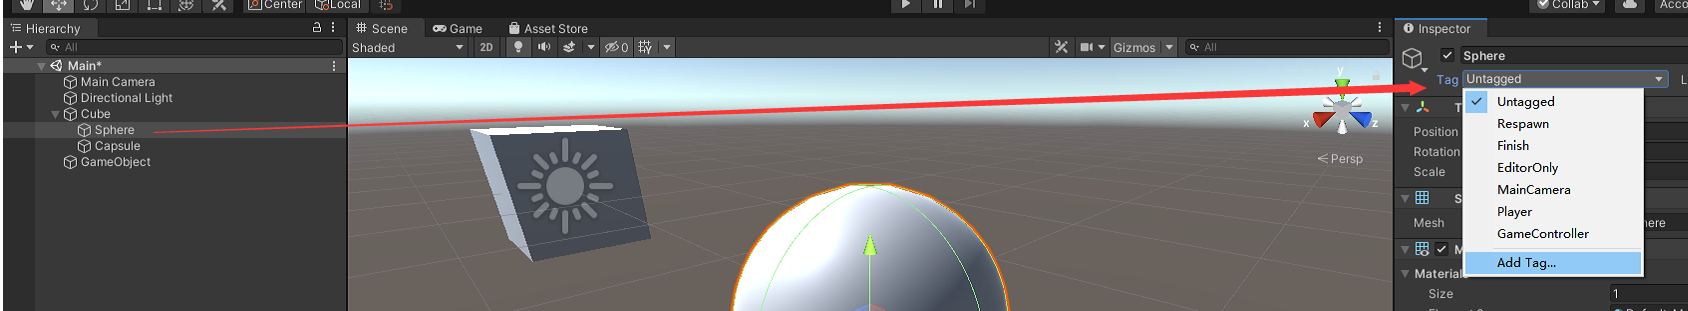 Center Local
Collab
Acco
Hierarchy
All
Main*
Main Camera
Directional Light
Cube
Sphere
Capsule
GameObject
Scene Game Asset Store
Shaded 2D 0 Gizmos All
y
x z
Persp
Inspector
Sphere
Tag Untagged L
Untagged
Respawn
Finish
EditorOnly
MainCamera
Player
GameController
Add Tag...
T
Position
Rotation
Scale
S
Mesh here
M
Materials
Size 1